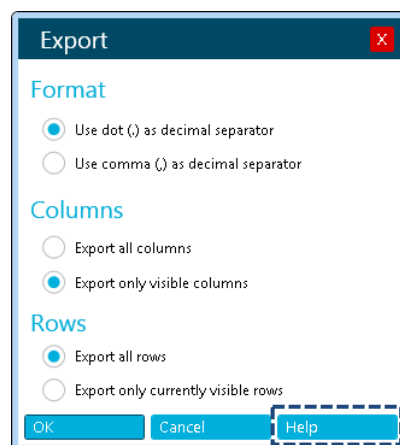 Export
X
Format
Use dot (.) as decimal separator
Use comma (,) as decimal separator
Columns
Export all columns
Export only visible columns
Rows
Export all rows
Export only currently visible rows
OK Cancel Help